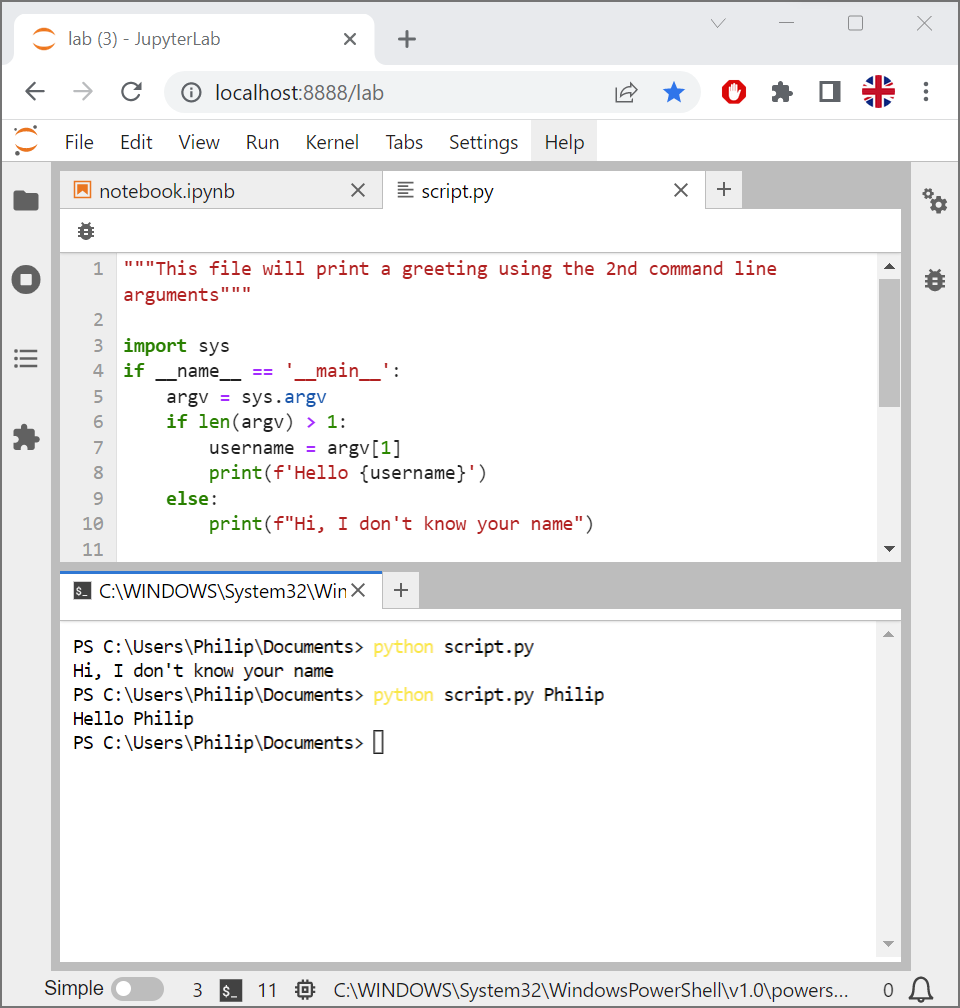 lab (3) - JupyterLab
localhost:8888/lab
File Edit View Run Kernel Tabs Settings Help
notebook.ipynb script.py
1 """This file will print a greeting using the 2nd command line
arguments"""
2
3 import sys
4 if __name__ == '__main__':
5     argv = sys.argv
6     if len(argv) > 1:
7         username = argv[1]
8         print(f'Hello {username}')
9     else:
10         print(f"Hi, I don't know your name")
11
C:\WINDOWS\System32\Win
PS C:\Users\Philip\Documents> python script.py
Hi, I don't know your name
PS C:\Users\Philip\Documents> python script.py Philip
Hello Philip
PS C:\Users\Philip\Documents>
Simple 3 $_ 11 C:\WINDOWS\System32\WindowsPowerShell\v1.0\powers... 0